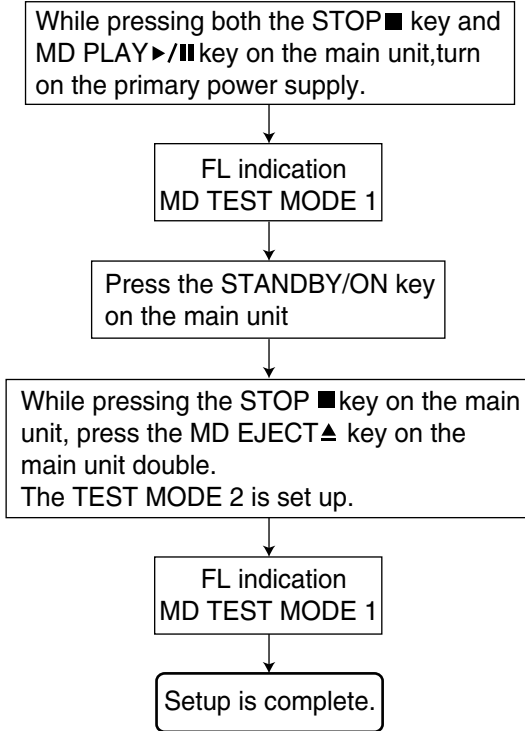 While pressing both the STOP■ key and
MD PLAY►/II key on the main unit,turn
on the primary power supply.
FL indication
MD TEST MODE 1
Press the STANDBY/ON key
on the main unit
While pressing the STOP ■key on the main
unit, press the MD EJECT≜ key on the
main unit double.
The TEST MODE 2 is set up.
FL indication
MD TEST MODE 1
Setup is complete.